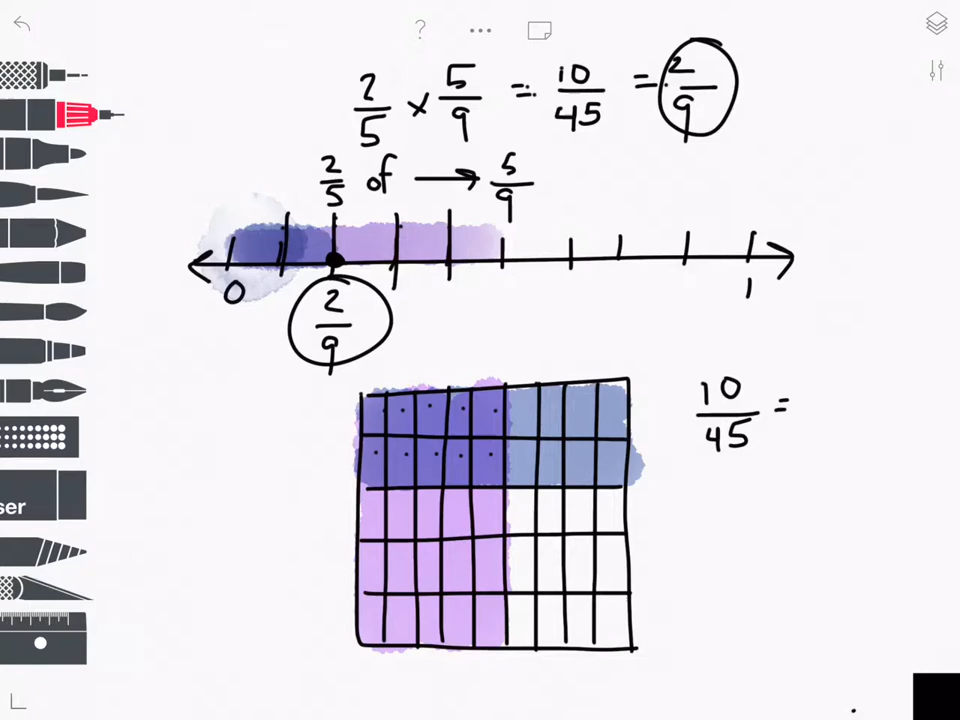 2/5 × 5/9 = 10/45 = 2/9
2/5 of → 5/9
0 1
2/9
10/45 =
ser